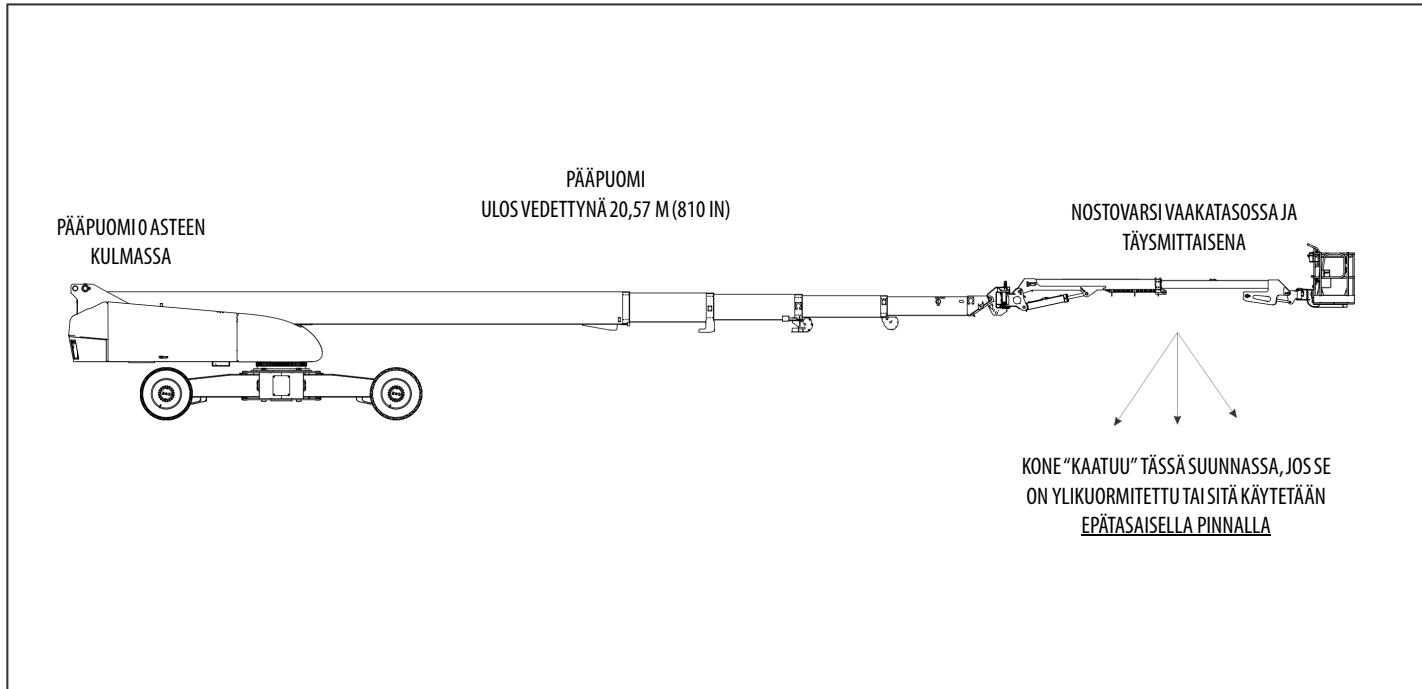 PÄÄPUOMI
ULOS VEDETTYNÄ 20,57 M (810 IN)
PÄÄPUOMI 0 ASTEEN
KULMASSA
NOSTOVARSI VAAKATASOSSA JA
TÄYSMITTAISENA
KONE “KAATUU” TÄSSÄ SUUNNASSA, JOS SE
ON YLIKUORMITETTU TAI SITÄ KÄYTETÄÄN
EPÄTASAISELLA PINNALLA